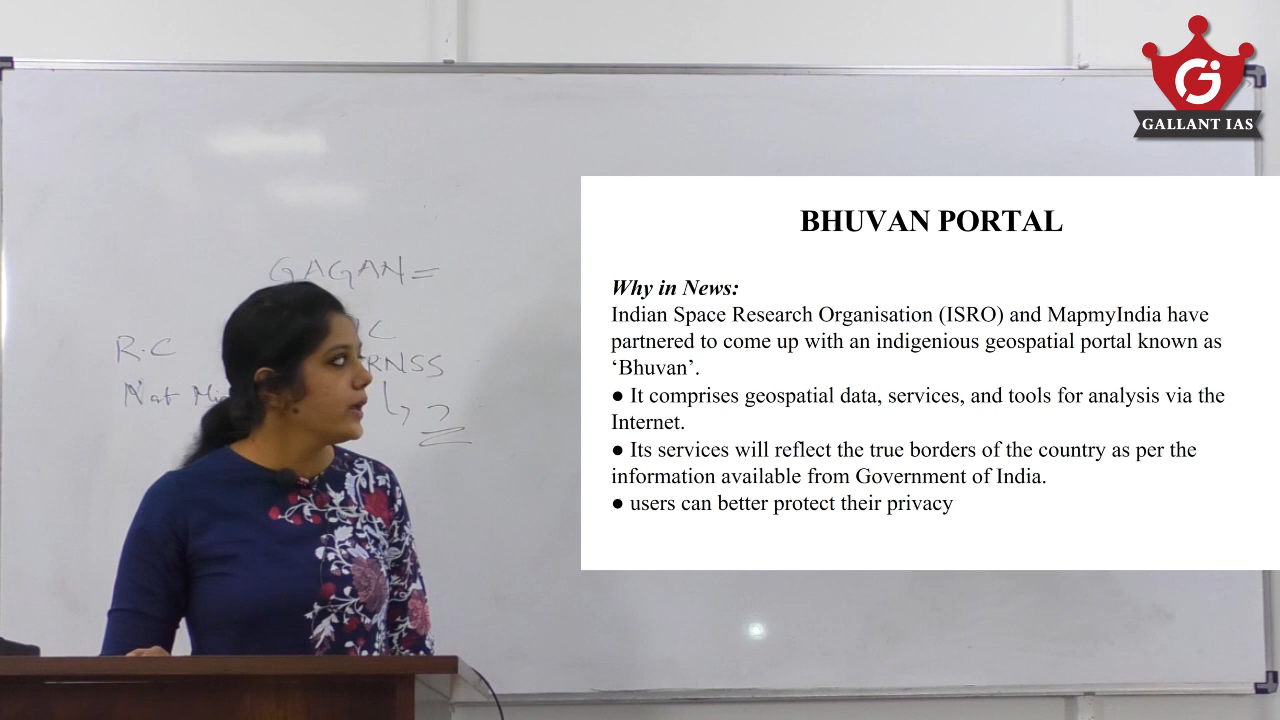 GALLANT IAS
GAGAN =
C
R.C
RNSS
Nat
2
BHUVAN PORTAL
Why in News:
Indian Space Research Organisation (ISRO) and MapmyIndia have
partnered to come up with an indigenious geospatial portal known as
‘Bhuvan’.
● It comprises geospatial data, services, and tools for analysis via the
Internet.
● Its services will reflect the true borders of the country as per the
information available from Government of India.
● users can better protect their privacy